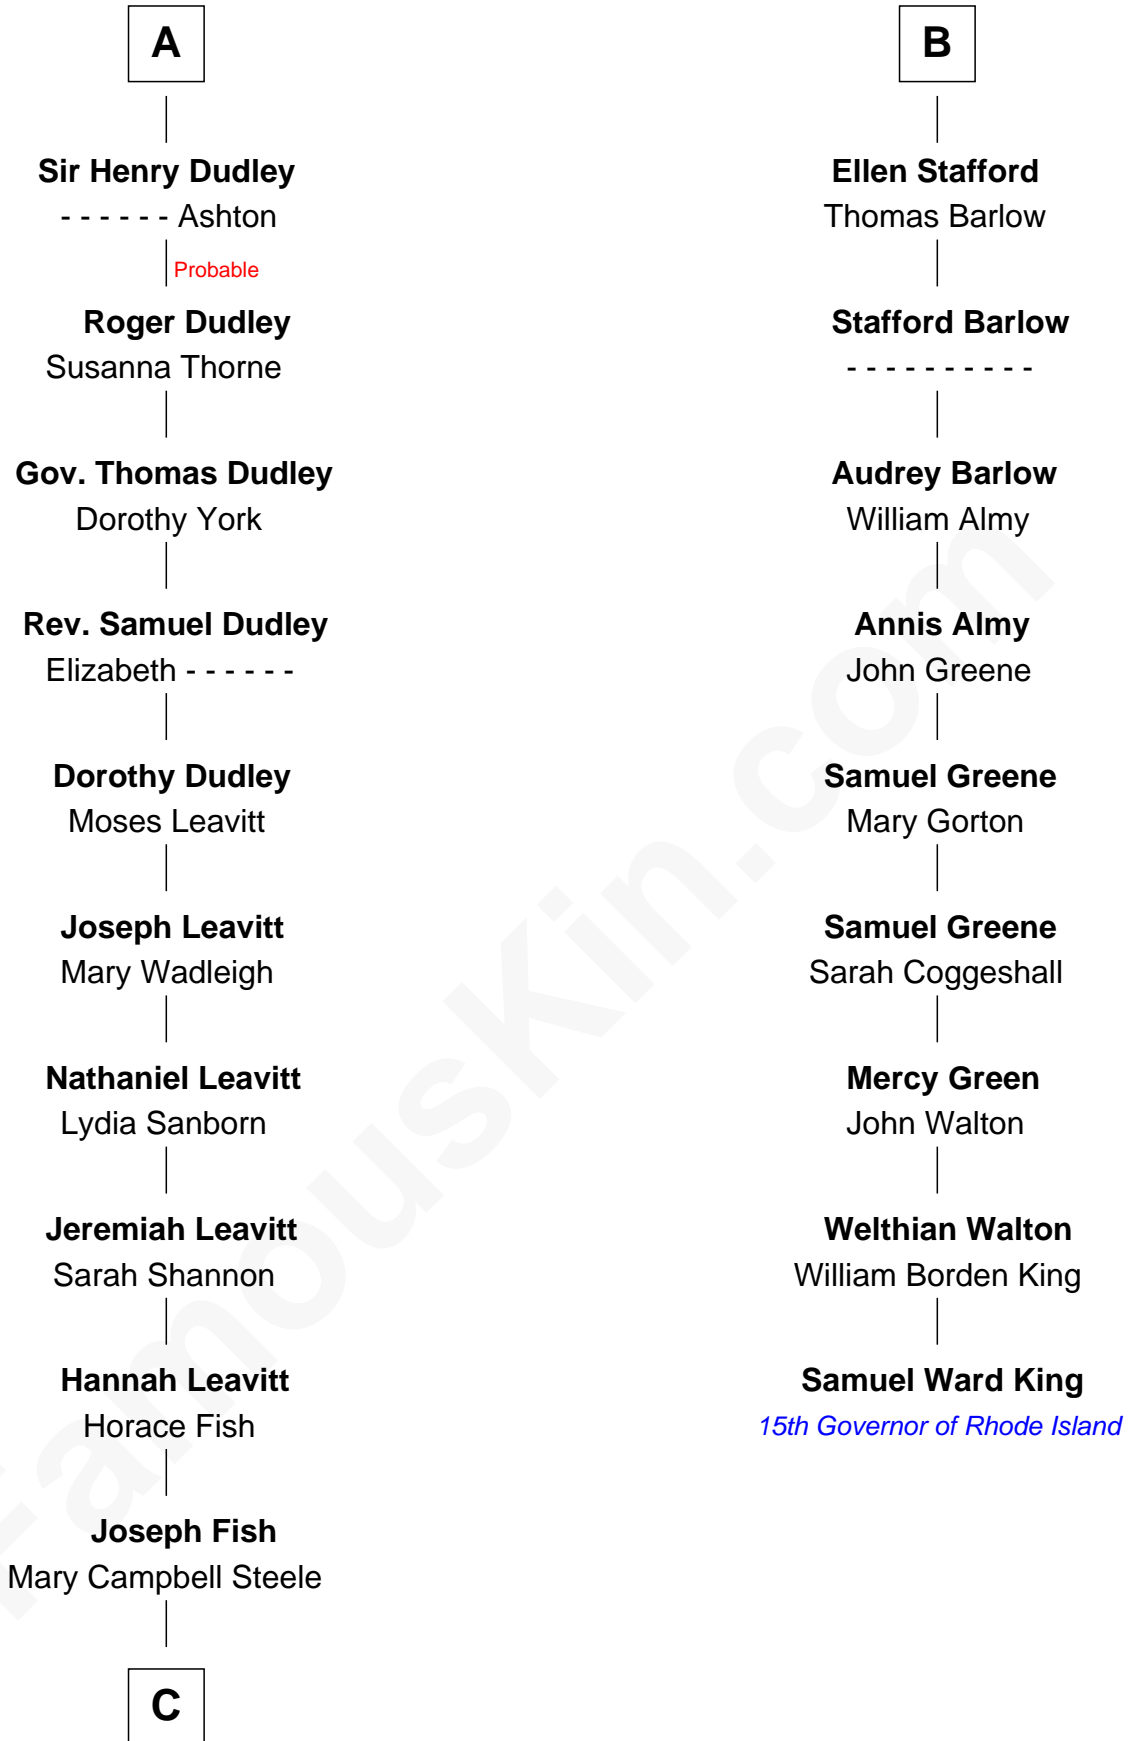 A
Sir Henry Dudley
- - - - - - Ashton
Probable
Roger Dudley
Susanna Thorne
Gov. Thomas Dudley
Dorothy York
Rev. Samuel Dudley
Elizabeth - - - - - -
Dorothy Dudley
Moses Leavitt
Joseph Leavitt
Mary Wadleigh
Nathaniel Leavitt
Lydia Sanborn
Jeremiah Leavitt
Sarah Shannon
Hannah Leavitt
Horace Fish
Joseph Fish
Mary Campbell Steele
C
B
Ellen Stafford
Thomas Barlow
Stafford Barlow
- - - - - - - - - -
Audrey Barlow
William Almy
Annis Almy
John Greene
Samuel Greene
Mary Gorton
Samuel Greene
Sarah Coggeshall
Mercy Green
John Walton
Welthian Walton
William Borden King
Samuel Ward King
15th Governor of Rhode Island
FamousKin.com